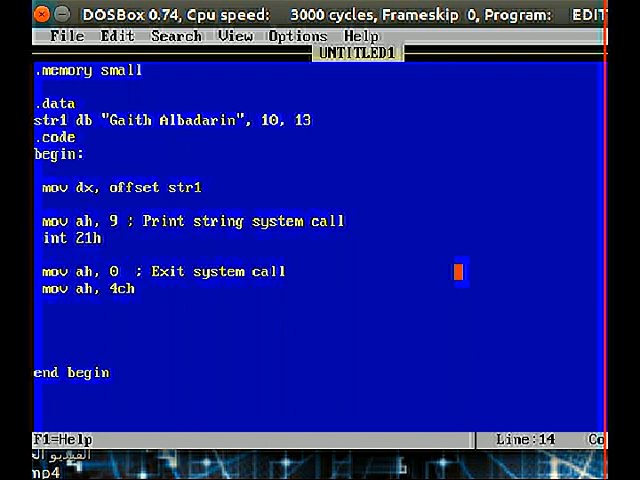 DOSBox 0.74, Cpu speed: 3000 cycles, Frameskip 0, Program: EDIT
File Edit Search View Options Help
UNTITLED1
.memory small
.data
str1 db "Gaith Albadarin", 10, 13
.code
begin:
mov dx, offset str1
mov ah, 9 ; Print string system call
int 21h
mov ah, 0 ; Exit system call
mov ah, 4ch
end begin
F1=Help Line:14 Co
mp4